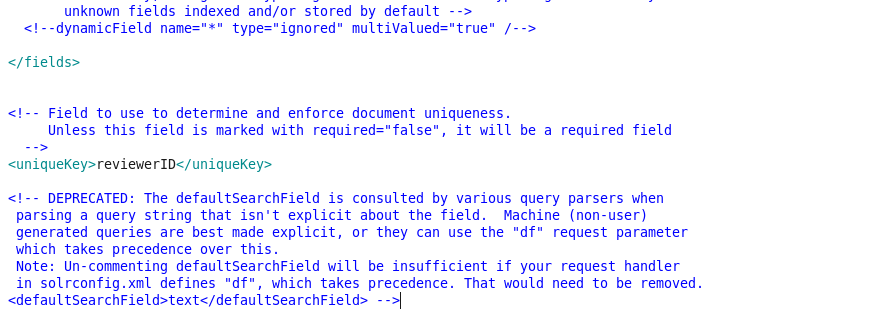 unknown fields indexed and/or stored by default -->
<!--dynamicField name="*" type="ignored" multiValued="true" /-->
</fields>
<!-- Field to use to determine and enforce document uniqueness.
Unless this field is marked with required="false", it will be a required field
-->
<uniqueKey>reviewerID</uniqueKey>
<!-- DEPRECATED: The defaultSearchField is consulted by various query parsers when
parsing a query string that isn't explicit about the field.  Machine (non-user)
generated queries are best made explicit, or they can use the "df" request parameter
which takes precedence over this.
Note: Un-commenting defaultSearchField will be insufficient if your request handler
in solrconfig.xml defines "df", which takes precedence. That would need to be removed.
<defaultSearchField>text</defaultSearchField> -->